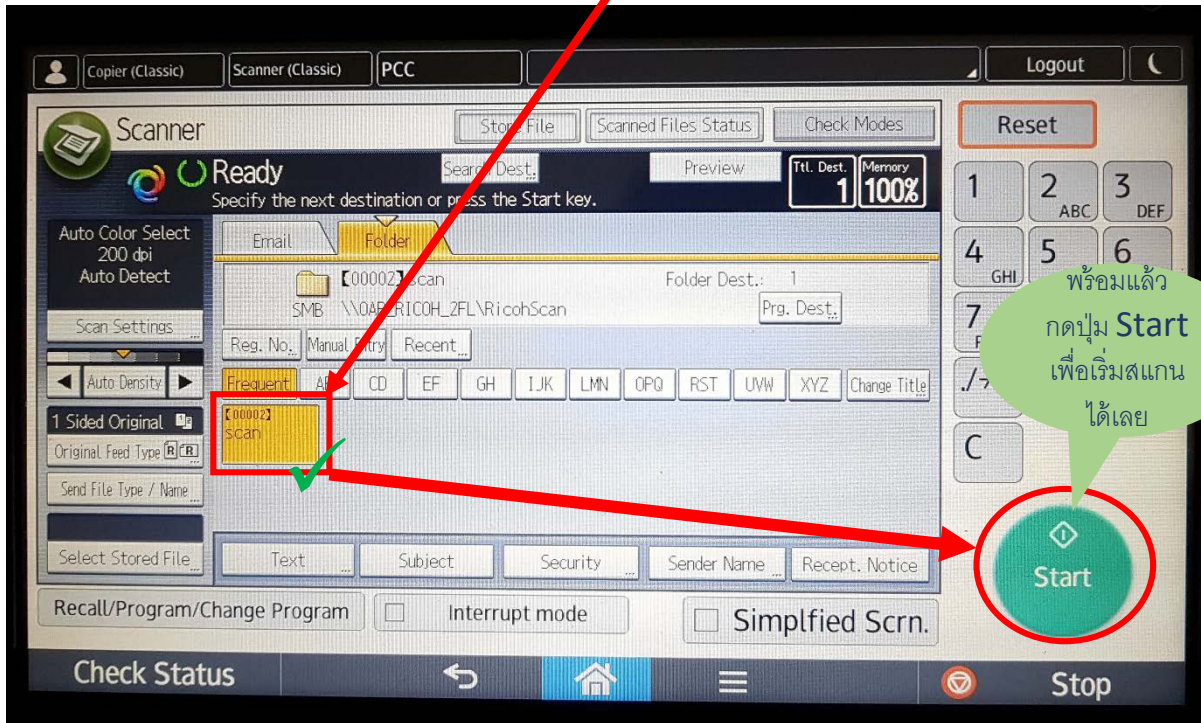 Copier (Classic)
Scanner (Classic)
PCC
Logout
Scanner
Store File
Scanned Files Status
Check Modes
Reset
Ready
Search Dest.
Preview
Ttl. Dest.
1
Memory
100%
Specify the next destination or press the Start key.
1
2 ABC
3 DEF
Auto Color Select
200 dpi
Auto Detect
Email
Folder
4 GHI
5
6
【00002】scan
Folder Dest.: 1
SMB
RICOH_2FL\RicohScan
Prg. Dest.
Scan Settings
Reg. No.
Manual Entry
Recent
7
พร้อมแล้ว
กดปุ่ม Start
เพื่อเริ่มสแกน
ได้เลย
Auto Density
Frequent
CD
EF
GH
IJK
LMN
OPQ
RST
UVW
XYZ
Change Title
【00002】
scan
1 Sided Original
Original Feed Type
C
Send File Type / Name
Select Stored File
Text
Subject
Security
Sender Name
Recept. Notice
Start
Recall/Program/Change Program
Interrupt mode
Simplfied Scrn.
Check Status
Stop